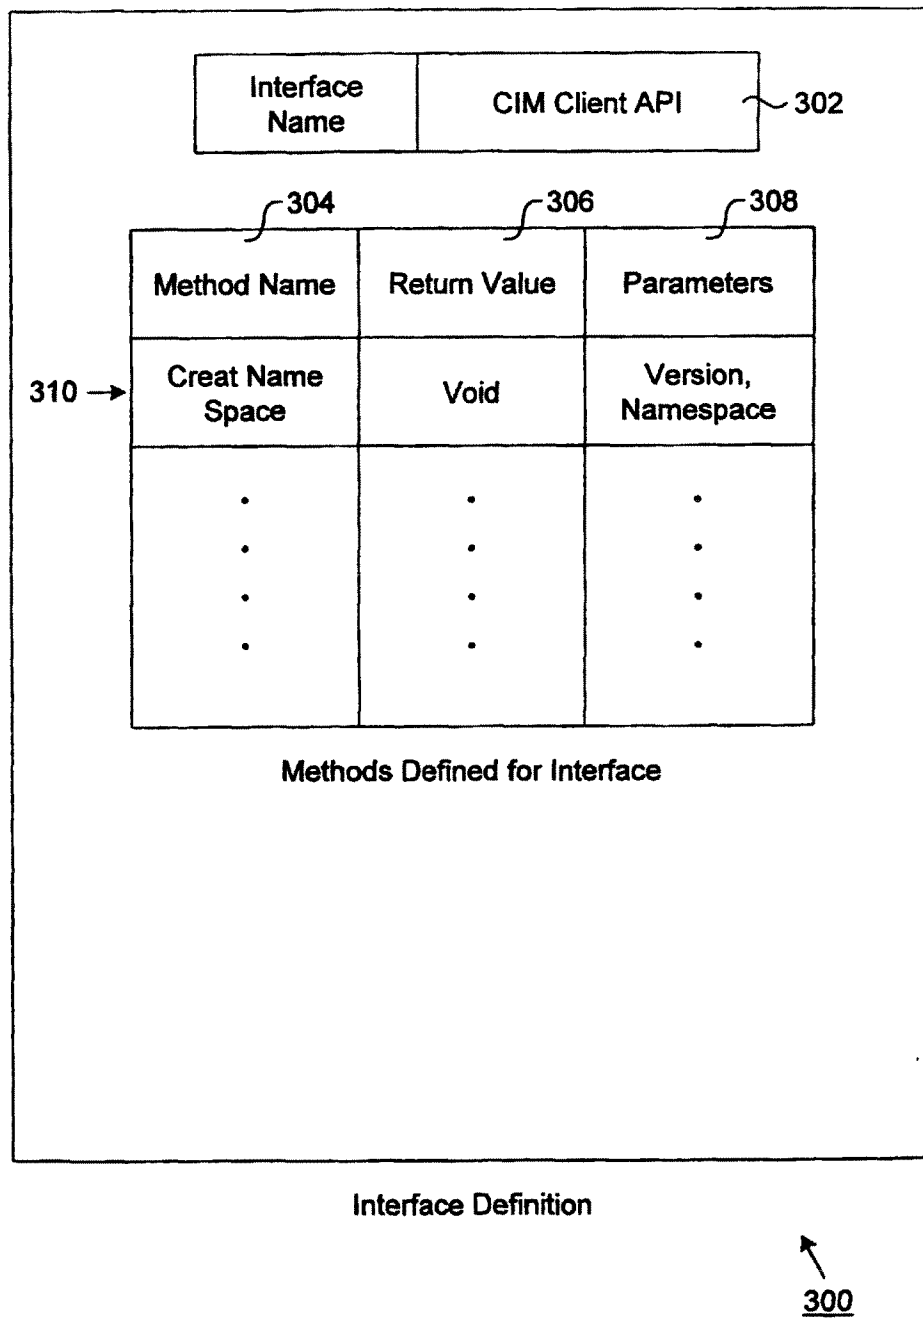 Interface
Name
CIM Client API
302
304
306
308
Method Name
Return Value
Parameters
310
Creat Name
Space
Void
Version,
Namespace
Methods Defined for Interface
Interface Definition
300